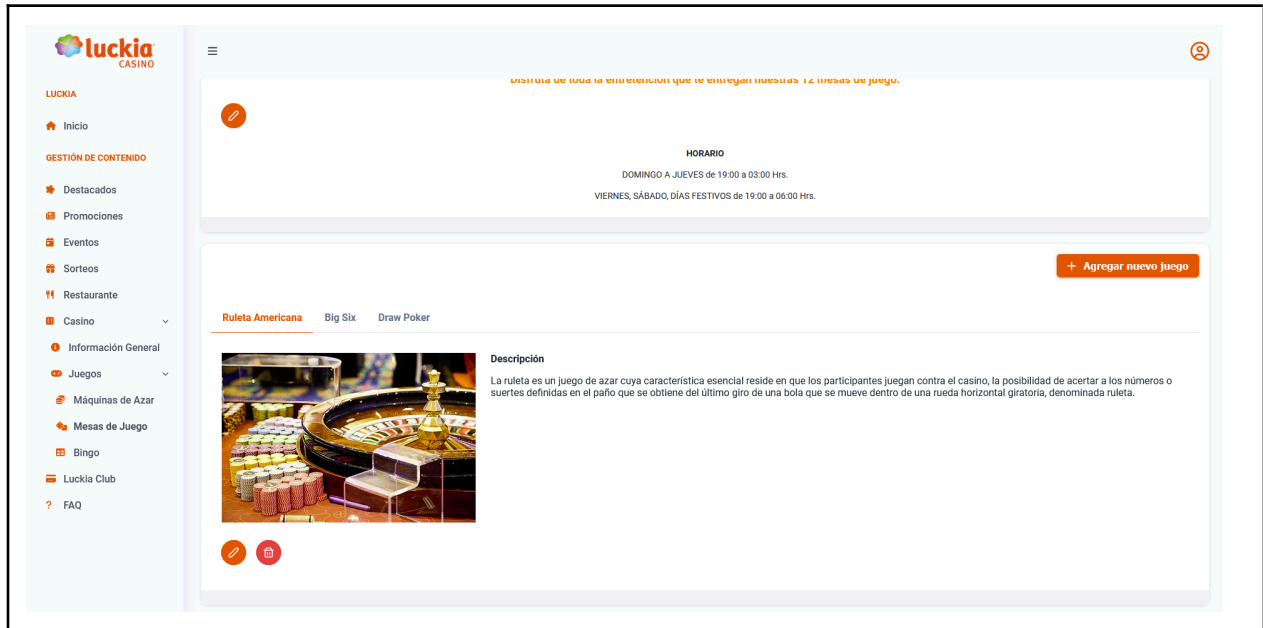 luckia
CASINO
LUCKIA
Inicio
GESTIÓN DE CONTENIDO
Destacados
Promociones
Eventos
Sorteos
Restaurante
Casino
Información General
Juegos
Máquinas de Azar
Mesas de Juego
Bingo
Luckia Club
? FAQ
Disfruta de toda la entretención que te entregan nuestras 12 mesas de juego.
HORARIO
DOMINGO A JUEVES de 19:00 a 03:00 Hrs.
VIERNES, SÁBADO, DÍAS FESTIVOS de 19:00 a 06:00 Hrs.
+ Agregar nuevo juego
Ruleta Americana Big Six Draw Poker
Descripción
La ruleta es un juego de azar cuya característica esencial reside en que los participantes juegan contra el casino, la posibilidad de acertar a los números o
suertes definidas en el paño que se obtiene del último giro de una bola que se mueve dentro de una rueda horizontal giratoria, denominada ruleta.